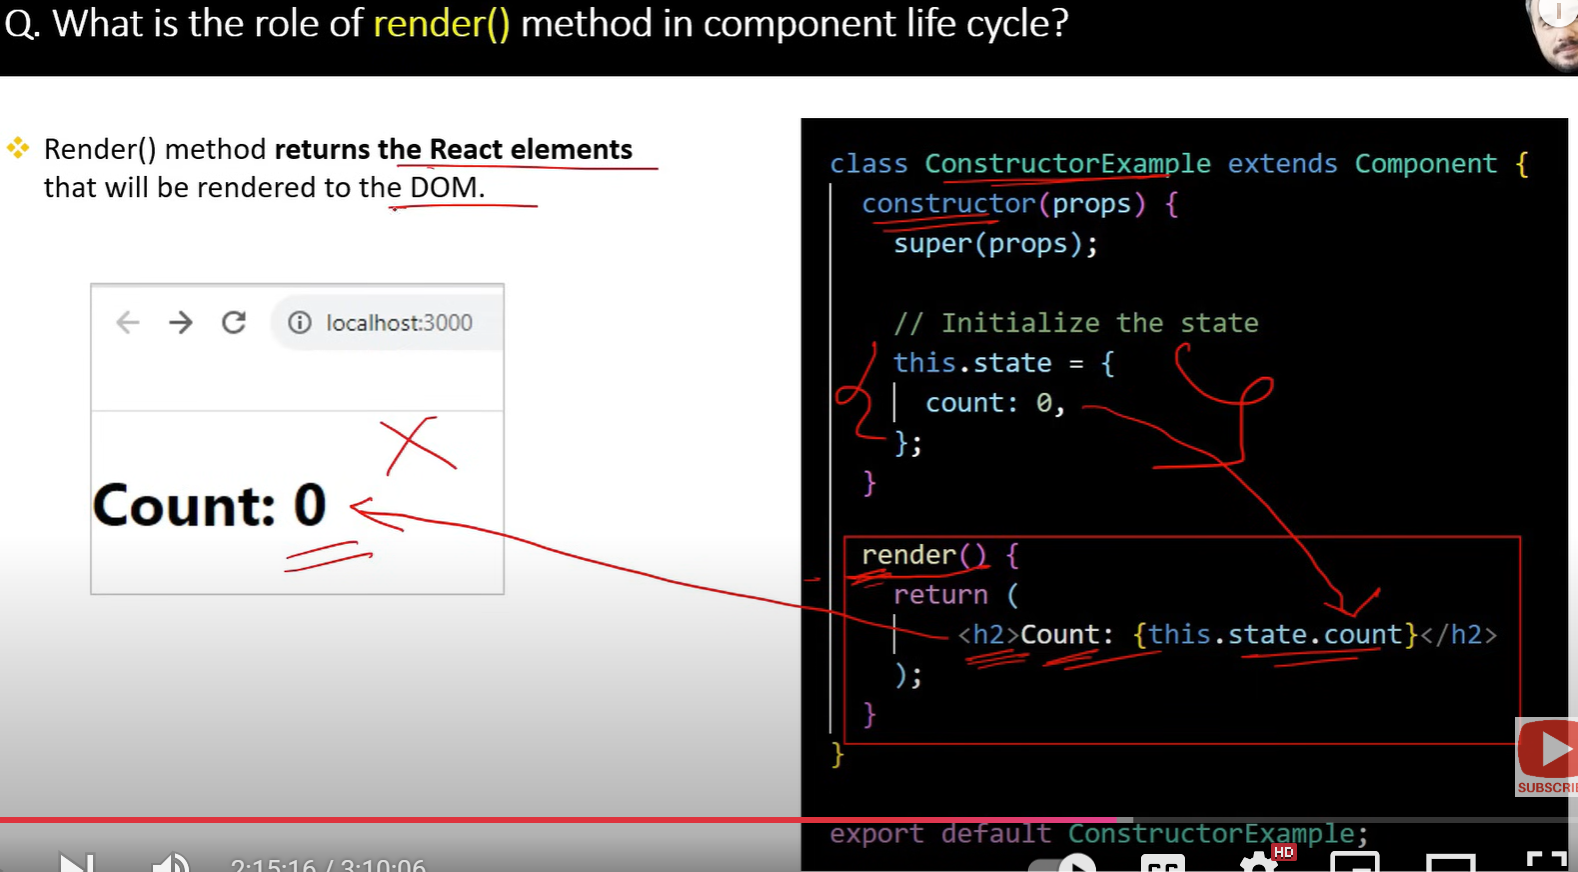 Q. What is the role of render() method in component life cycle?
Render() method returns the React elements
that will be rendered to the DOM.
localhost:3000
Count: 0
class ConstructorExample extends Component {
constructor(props) {
super(props);
// Initialize the state
this.state = {
count: 0,
};
}
render() {
return (
<h2>Count: {this.state.count}</h2>
);
}
}
export default ConstructorExample;
SUBSCRI
2:15:16 / 3:10:06
CC
HD